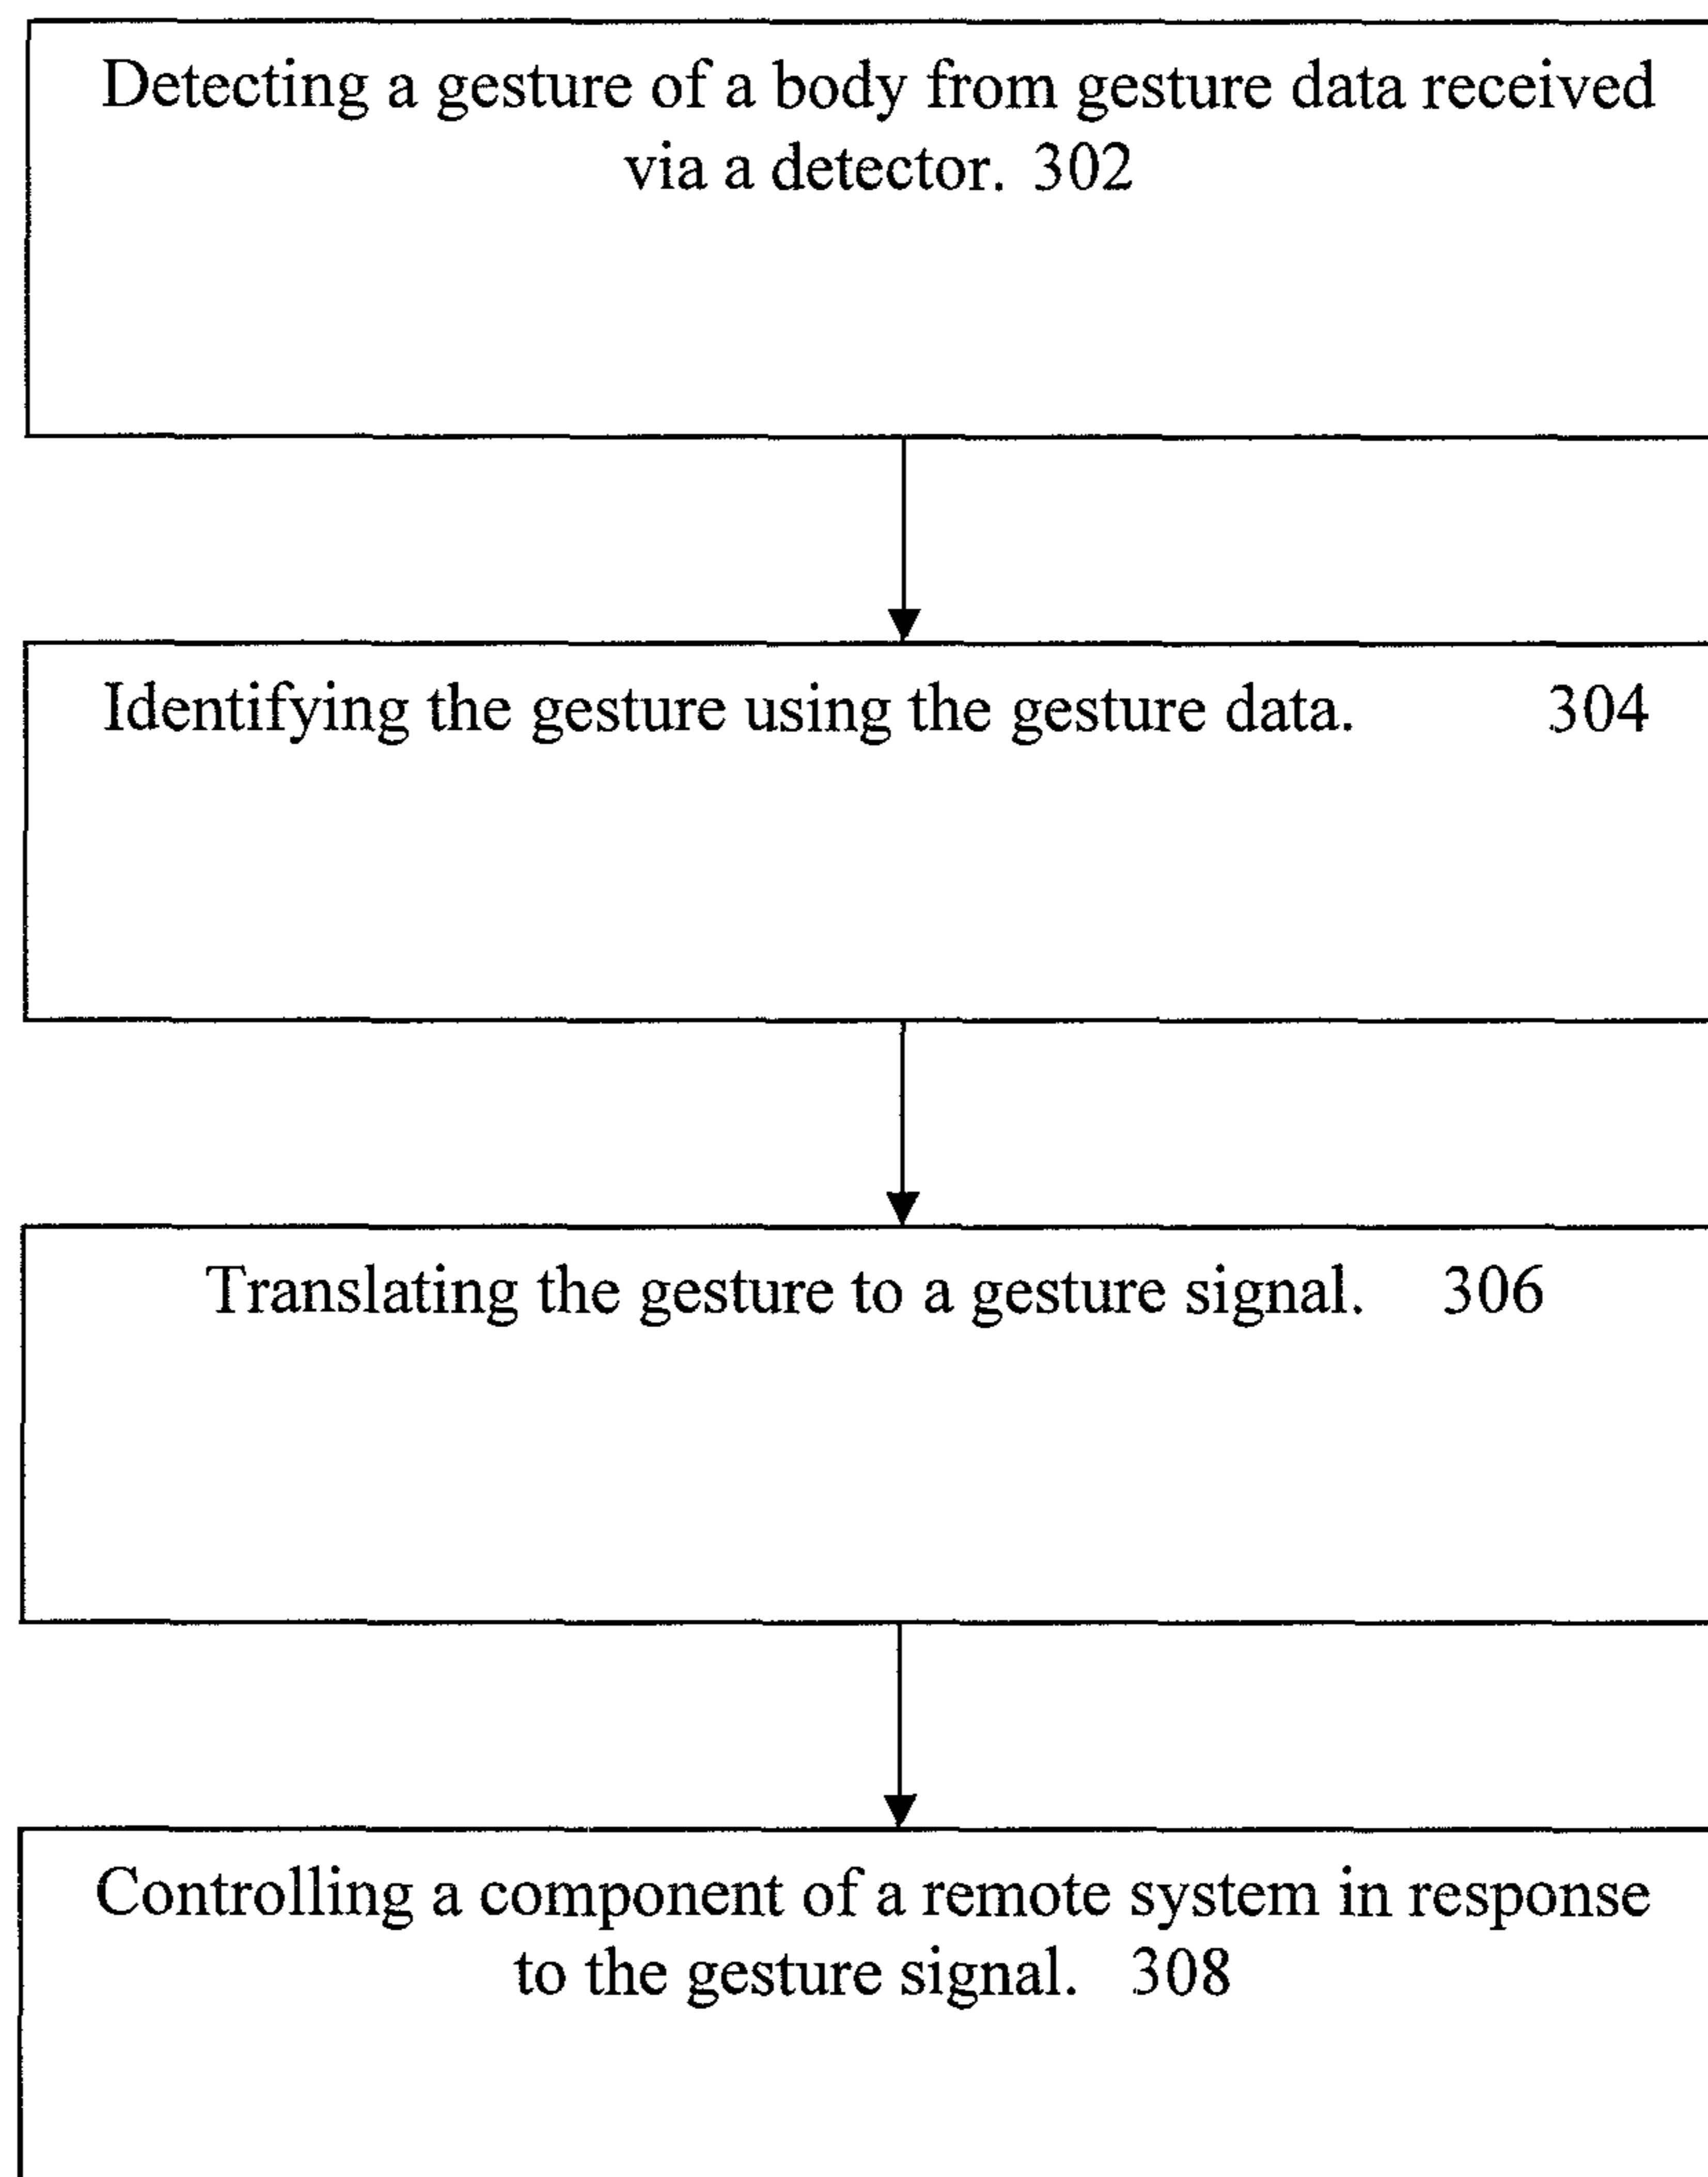 Detecting a gesture of a body from gesture data received
via a detector. 302
Identifying the gesture using the gesture data. 304
Translating the gesture to a gesture signal. 306
Controlling a component of a remote system in response
to the gesture signal. 308